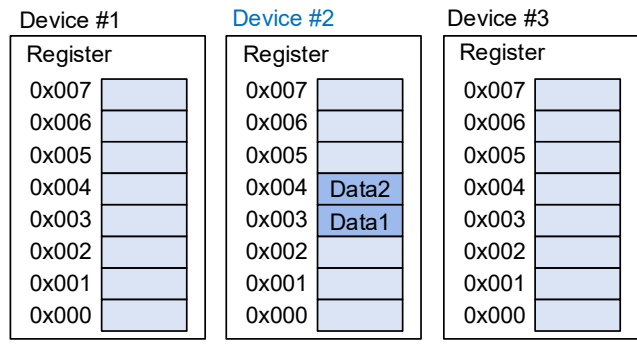 Device #1 Device #2 Device #3
Register Register Register
0x007 0x007 0x007
0x006 0x006 0x006
0x005 0x005 0x005
0x004 0x004 Data2 0x004
0x003 0x003 Data1 0x003
0x002 0x002 0x002
0x001 0x001 0x001
0x000 0x000 0x000